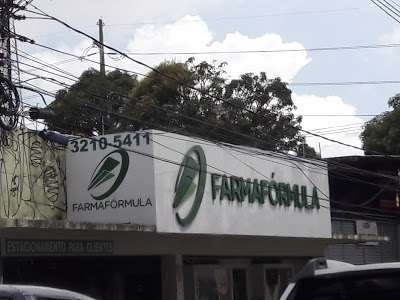 3210-5411
FARMAFÓRMULA
FARMAFÓRMULA
ESTACIONAMENTO PARA CLIENTES